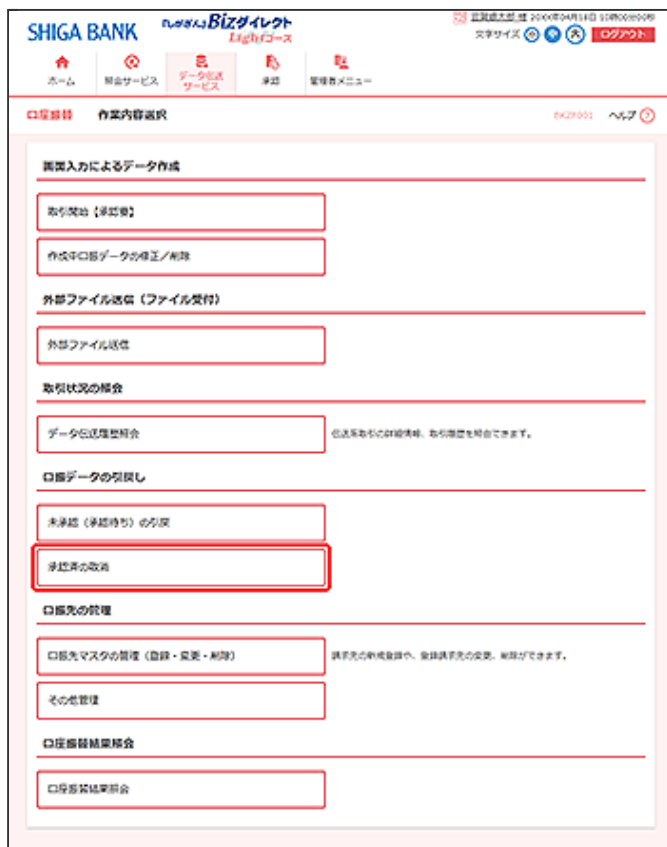 SHIGA BANK 『しがぎん』Bizダイレクト
Lightコース
文字サイズ 小 中 大 ログアウト
ホーム 照会サービス データ伝送サービス 承認 管理者メニュー
口座振替 作業内容選択 ヘルプ ?
画面入力によるデータ作成
取引開始【承認要】
作成中口振データの修正／削除
外部ファイル送信（ファイル受付）
外部ファイル送信
取引状況の照会
データ伝送履歴照会 伝送系取引の詳細情報、取引履歴を照会できます。
口振データの引戻し
未承認（承認待ち）の引戻
承認済の取消
口振先の管理
口振先マスタの管理（登録・変更・削除） 請求先の新規登録や、登録請求先の変更、削除ができます。
その他管理
口座振替結果照会
口座振替結果照会